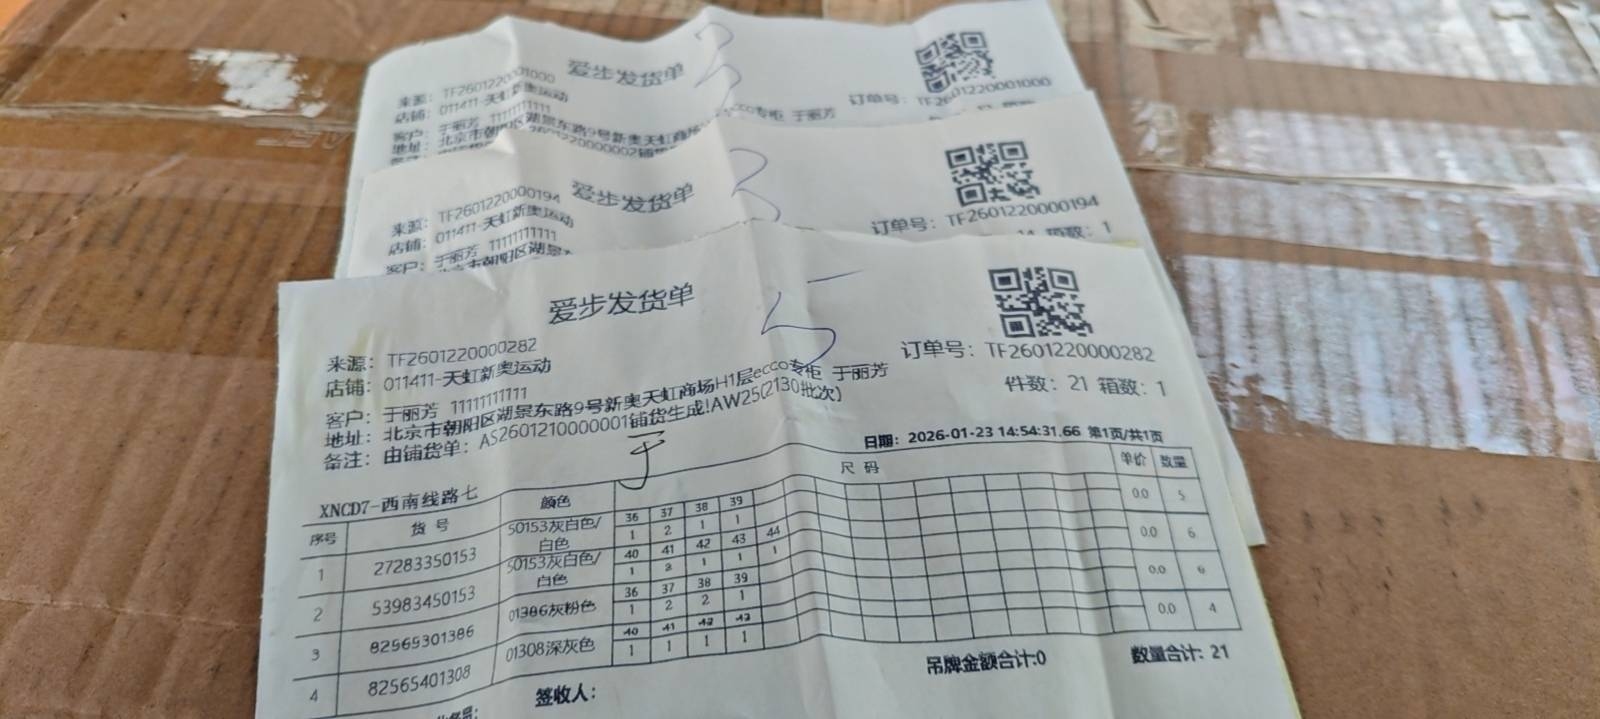 爱步发货单
来源： TF2601220001000
店铺： 011411-天虹新奥运动
订单号： TF2601220001000
客户： 于丽芳 1111111111
地址： 北京市朝阳区湖景东路9号新奥天虹商场 ecco专柜 于丽芳
3
爱步发货单
来源： TF2601220000194
店铺： 011411-天虹新奥运动
订单号： TF2601220000194
箱数： 1
客户： 于丽芳 1111111111
北京市朝阳区湖景
爱步发货单
5
来源： TF2601220000282
订单号： TF2601220000282
店铺： 011411-天虹新奥运动
件数： 21 箱数： 1
客户： 于丽芳 1111111111
地址： 北京市朝阳区湖景东路9号新奥天虹商场H1层ecco专柜 于丽芳
备注： 由铺货单： AS2601210000001铺货生成!AW25(2130批次)
于
日期： 2026-01-23 14:54:31.66 第1页/共1页
XNCD7-西南线路七
序号 货号 颜色 尺码 单价 数量
36 37 38 39
1 27283350153 50153灰白色/白色 1 2 1 1 0.0 5
40 41 42 43 44
2 53983450153 50153灰白色/白色 1 2 1 1 1 0.0 6
36 37 38 39
3 82565301386 01386灰粉色 1 2 2 1 0.0 6
40 41 42 43
4 82565401308 01308深灰色 1 1 1 1 0.0 4
吊牌金额合计:0 数量合计: 21
签收人：